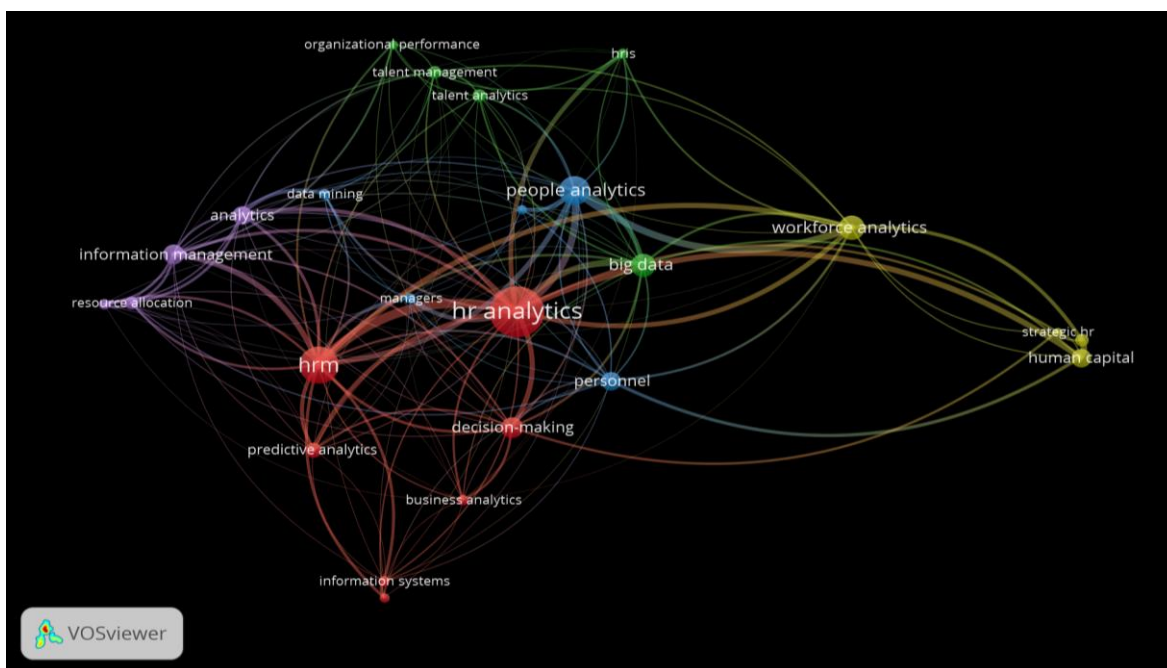 organizational performance
hris
talent management
talent analytics
people analytics
data mining
analytics
workforce analytics
information management
big data
managers
resource allocation
hr analytics
strategic hr
human capital
hrm
personnel
decision-making
predictive analytics
business analytics
information systems
VOSviewer